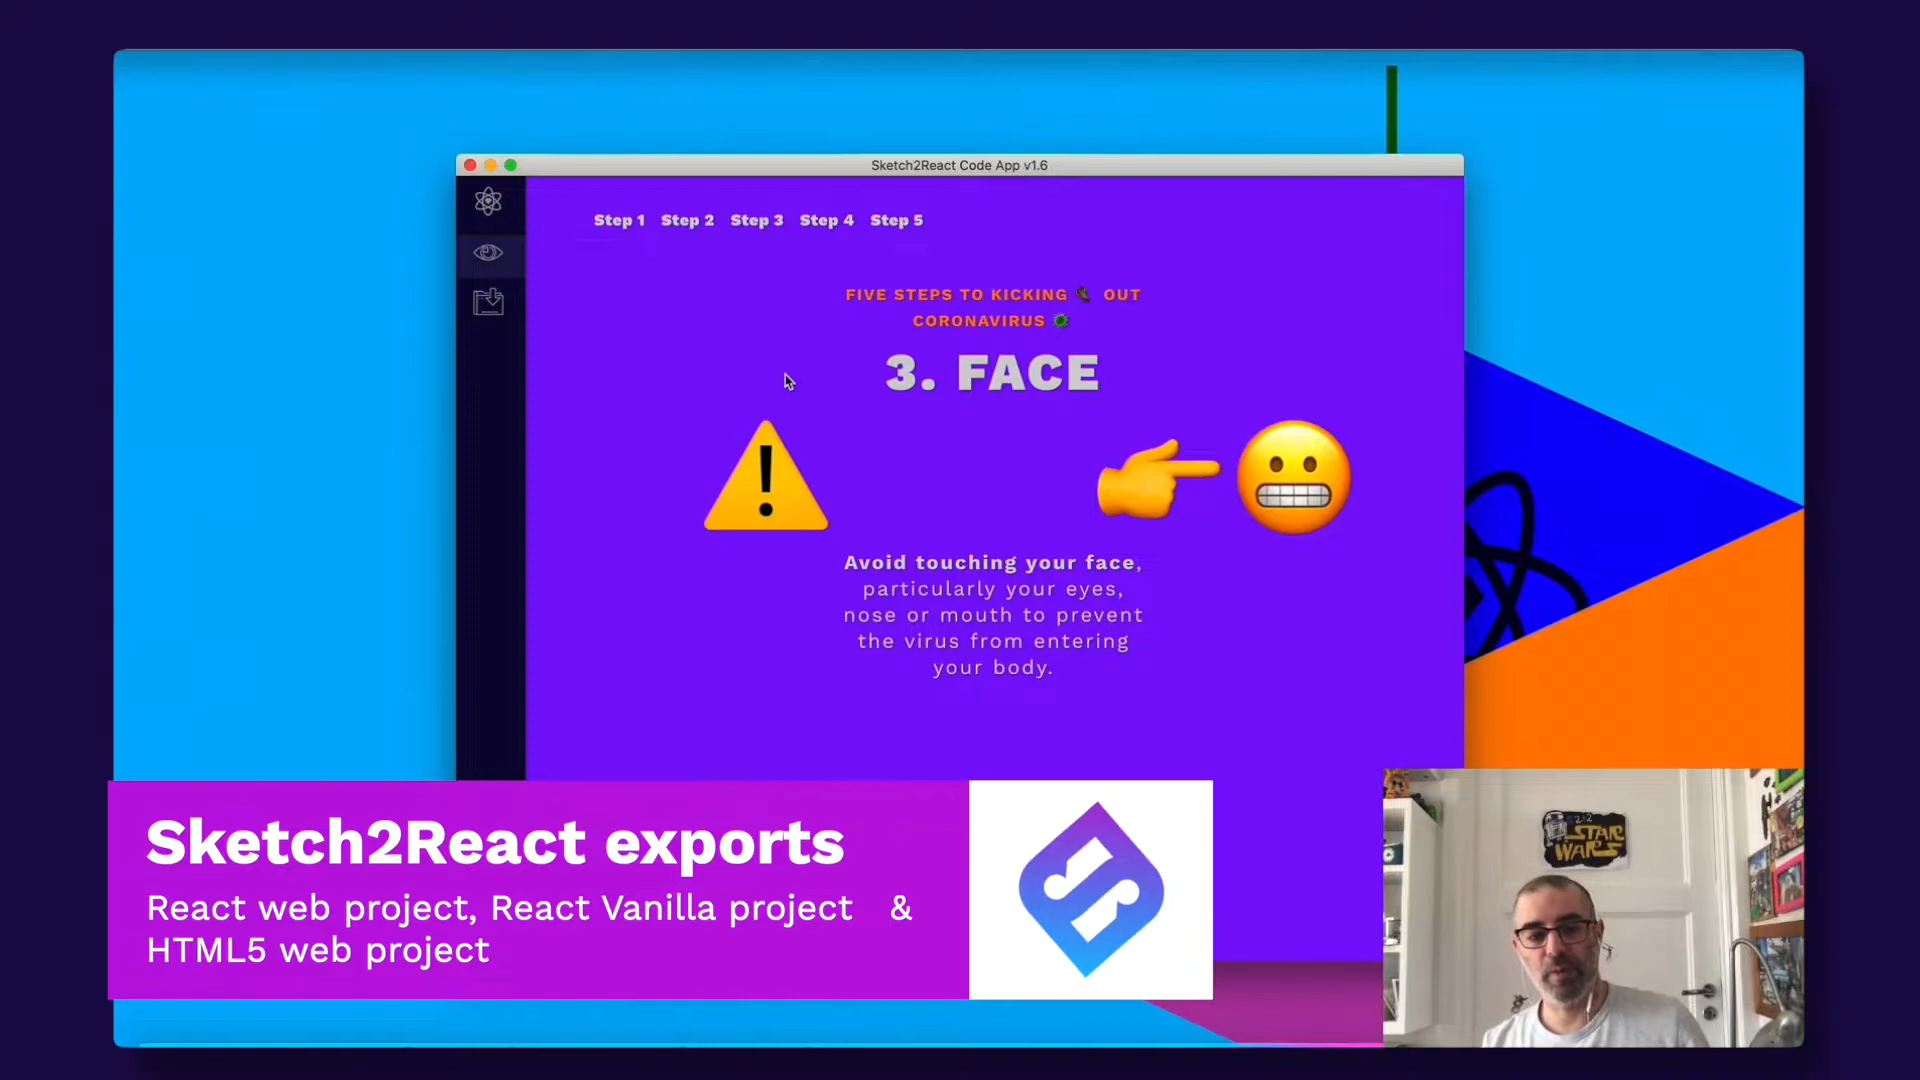 Sketch2React Code App v1.6
Step 1 Step 2 Step 3 Step 4 Step 5
FIVE STEPS TO KICKING OUT
CORONAVIRUS
3. FACE
Avoid touching your face,
particularly your eyes,
nose or mouth to prevent
the virus from entering
your body.
Sketch2React exports
React web project, React Vanilla project &
HTML5 web project
STAR
WARS